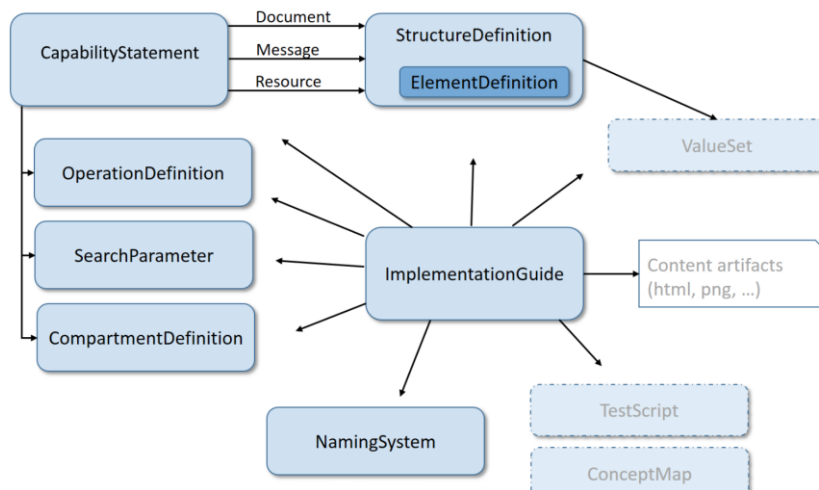 Document
CapabilityStatement
StructureDefinition
Message
Resource
ElementDefinition
ValueSet
OperationDefinition
SearchParameter
ImplementationGuide
Content artifacts
(html, png, ...)
CompartmentDefinition
TestScript
NamingSystem
ConceptMap